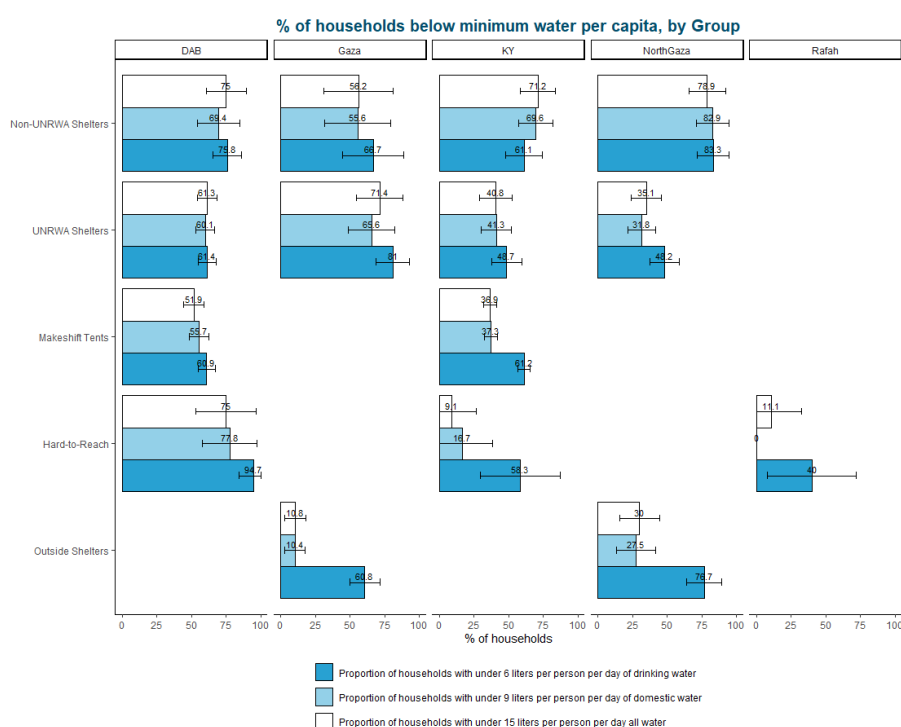 % of households below minimum water per capita, by Group
DAB Gaza KY NorthGaza Rafah
Non-UNRWA Shelters
75 56.2 71.2 78.9
69.4 55.6 69.6 82.9
75.8 66.7 61.1 83.3
UNRWA Shelters
61.3 71.4 40.8 35.1
60.1 65.6 41.3 31.8
61.4 81 48.7 48.2
Makeshift Tents
51.9 36.9
55.7 37.3
60.9 61.2
Hard-to-Reach
75 9.1 11.1
77.8 16.7 0
94.7 58.3 40
Outside Shelters
10.8 30
10.4 27.5
60.8 76.7
0 25 50 75 100 0 25 50 75 100 0 25 50 75 100 0 25 50 75 100 0 25 50 75 100
% of households
Proportion of households with under 6 liters per person per day of drinking water
Proportion of households with under 9 liters per person per day of domestic water
Proportion of households with under 15 liters per person per day all water